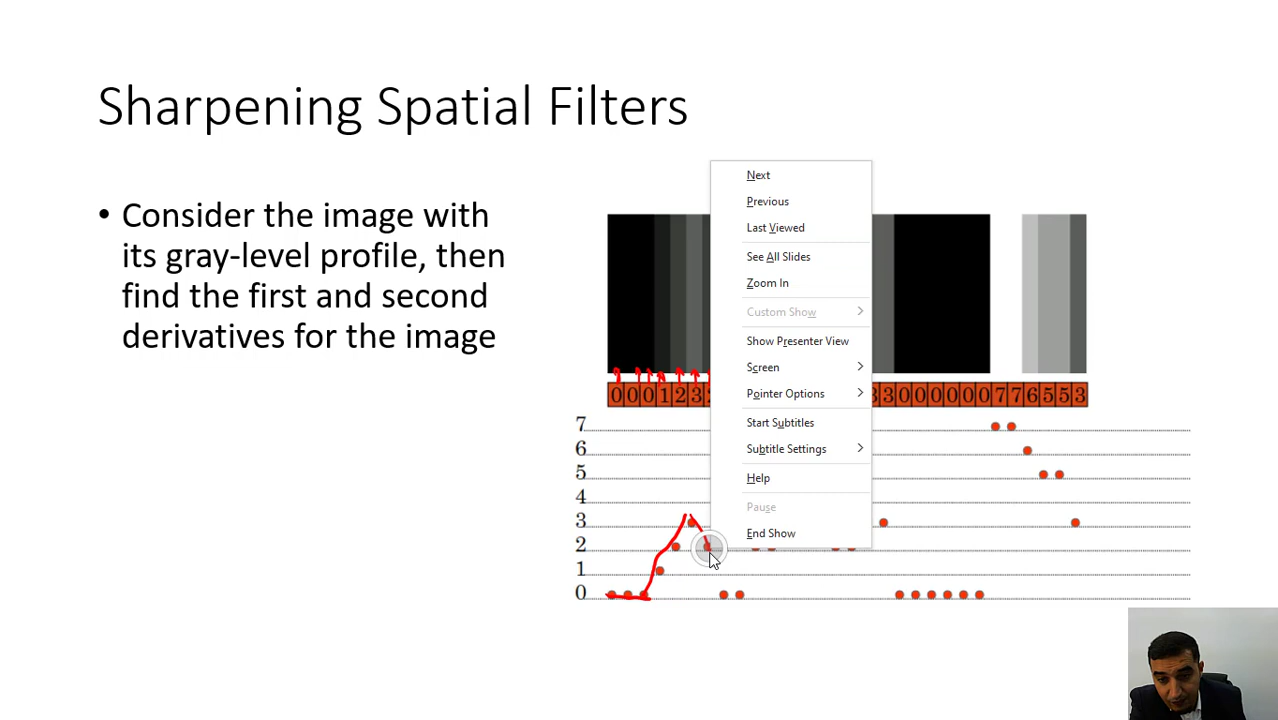 Sharpening Spatial Filters
• Consider the image with
its gray-level profile, then
find the first and second
derivatives for the image
Next
Previous
Last Viewed
See All Slides
Zoom In
Custom Show
Show Presenter View
Screen
Pointer Options
Start Subtitles
Subtitle Settings
Help
Pause
End Show
0 0 0 1 2 3
3 0 0 0 0 0 0 7 7 6 5 5 3
7
6
5
4
3
2
1
0